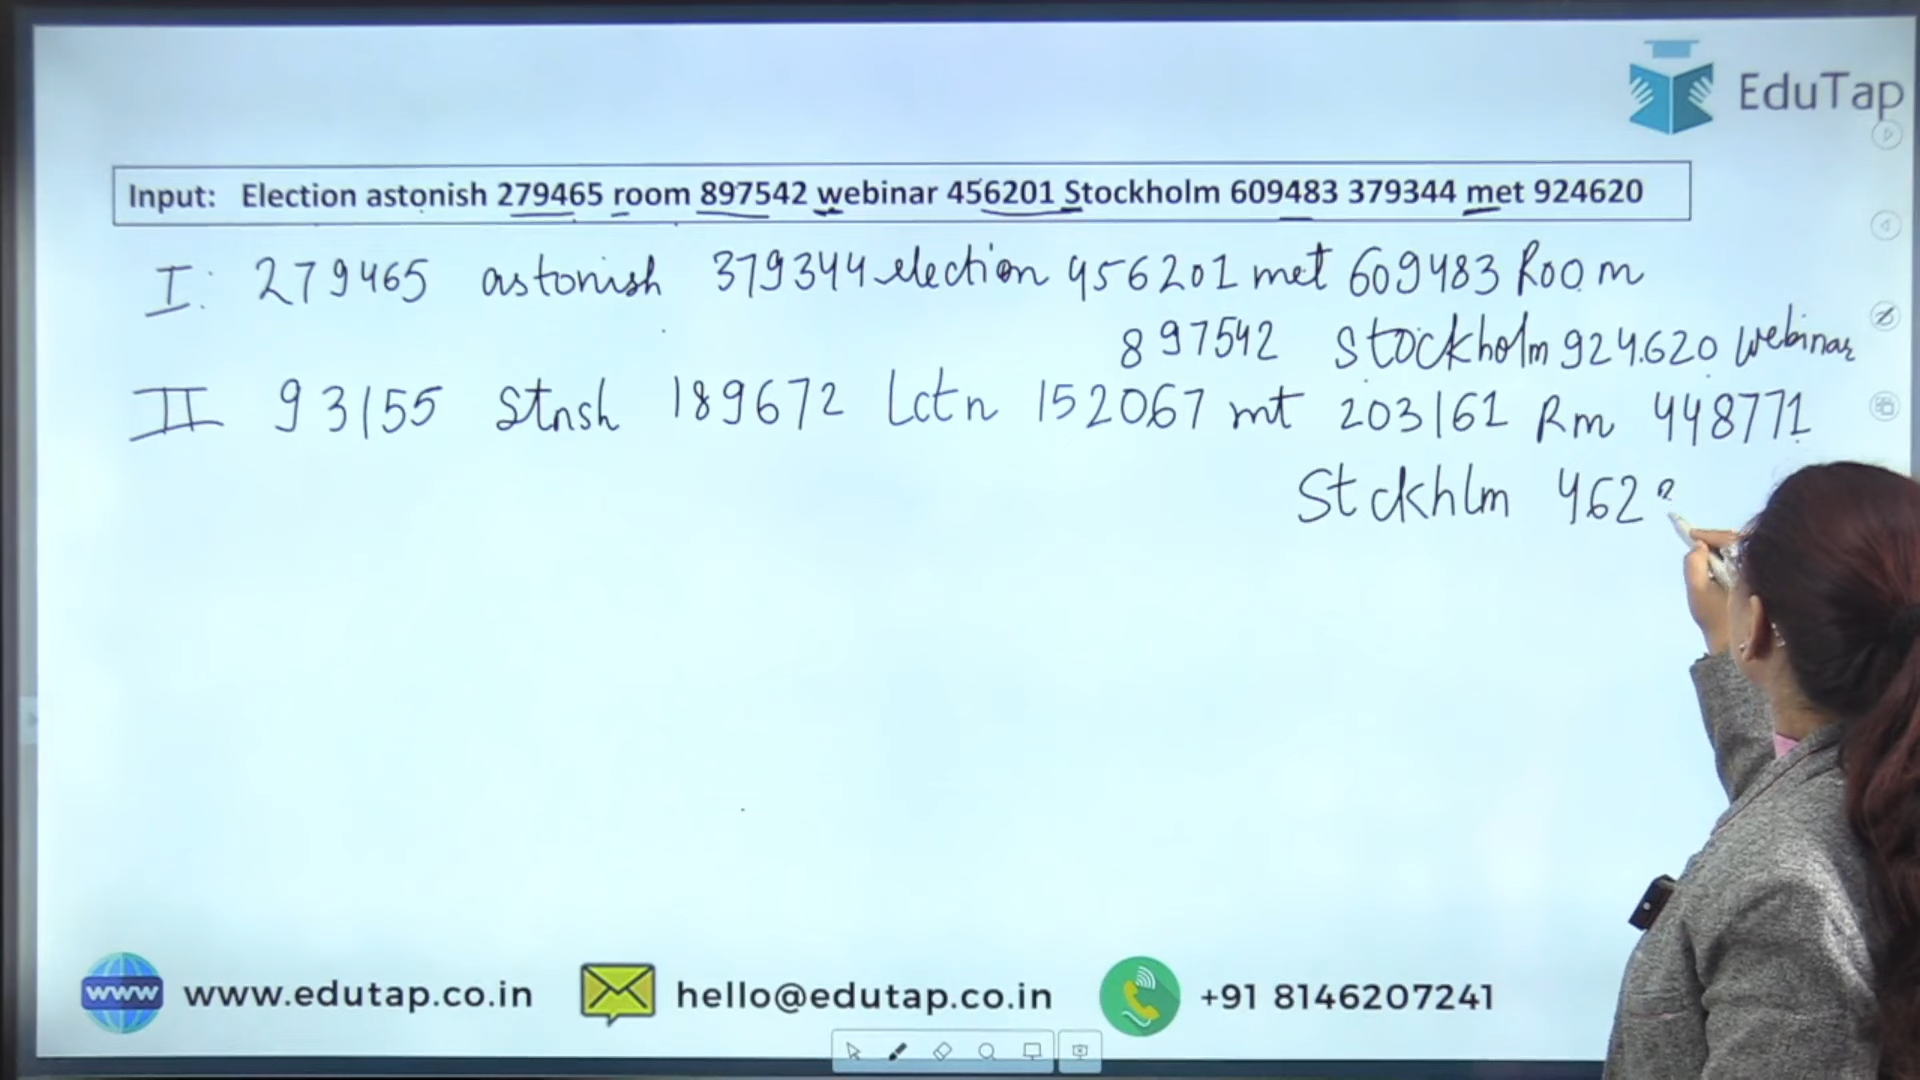 EduTap
Input: Election astonish 279465 room 897542 webinar 456201 Stockholm 609483 379344 met 924620
I: 279465 astonish 379344 election 456201 met 609483 Room
897542 Stockholm 924620 webinar
II 93155 Stnsh 189672 Lctn 152067 mt 203161 Rm 448771
Stckhlm 462
www www.edutap.co.in hello@edutap.co.in +91 8146207241